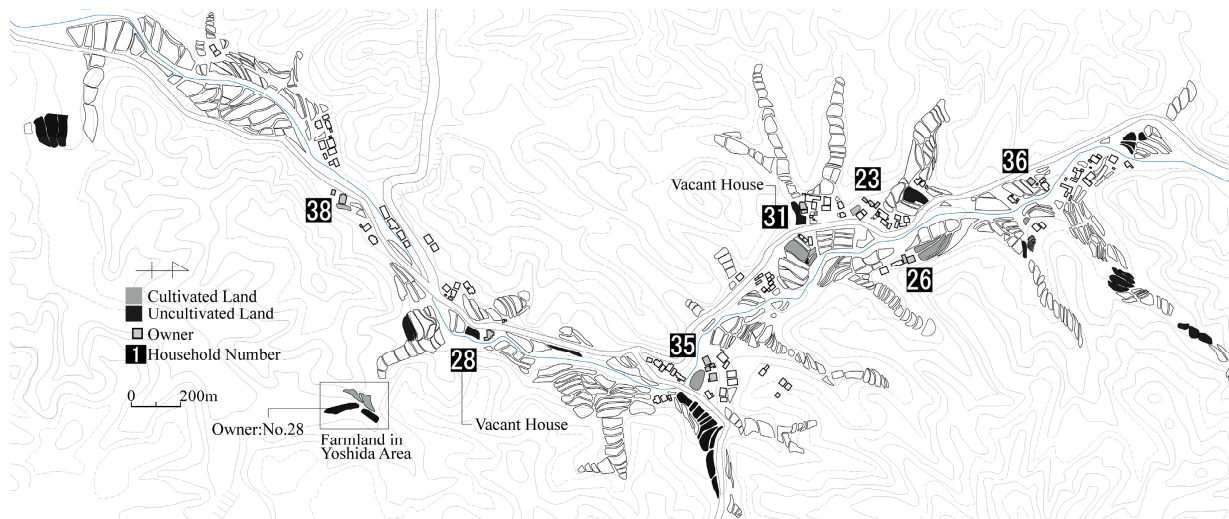 36
23
Vacant House
31
38
26
Cultivated Land
Uncultivated Land
Owner
1 Household Number
35
28
0 200m
Owner:No.28
Vacant House
Farmland in
Yoshida Area